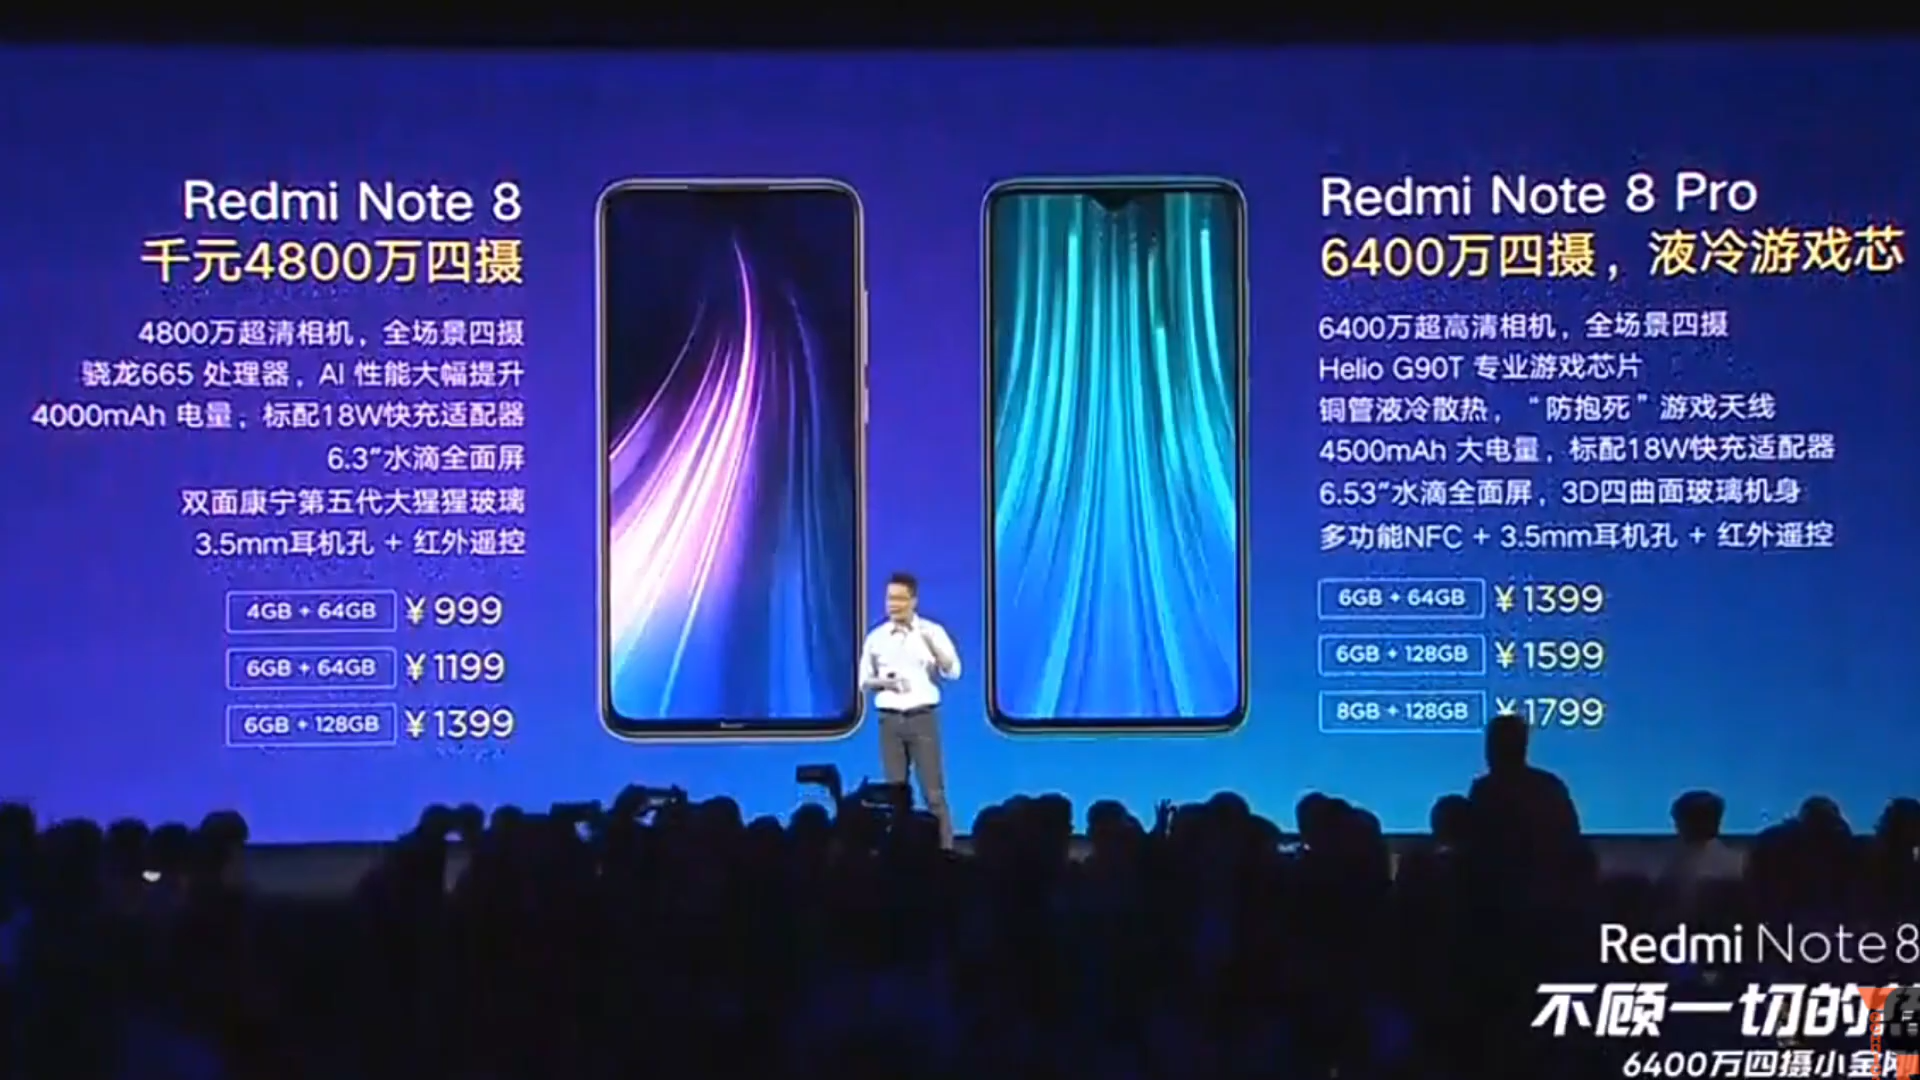 Redmi Note 8
千元4800万四摄
4800万超清相机，全场景四摄
骁龙665 处理器，AI 性能大幅提升
4000mAh 电量，标配18W快充适配器
6.3"水滴全面屏
双面康宁第五代大猩猩玻璃
3.5mm耳机孔 + 红外遥控
4GB + 64GB ¥999
6GB + 64GB ¥1199
6GB + 128GB ¥1399
Redmi Note 8 Pro
6400万四摄，液冷游戏芯
6400万超高清相机，全场景四摄
Helio G90T 专业游戏芯片
铜管液冷散热，“防抱死”游戏天线
4500mAh 大电量，标配18W快充适配器
6.53"水滴全面屏，3D四曲面玻璃机身
多功能NFC + 3.5mm耳机孔 + 红外遥控
6GB + 64GB ¥1399
6GB + 128GB ¥1599
8GB + 128GB ¥1799
Redmi Note 8
不顾一切的
6400万四摄小金